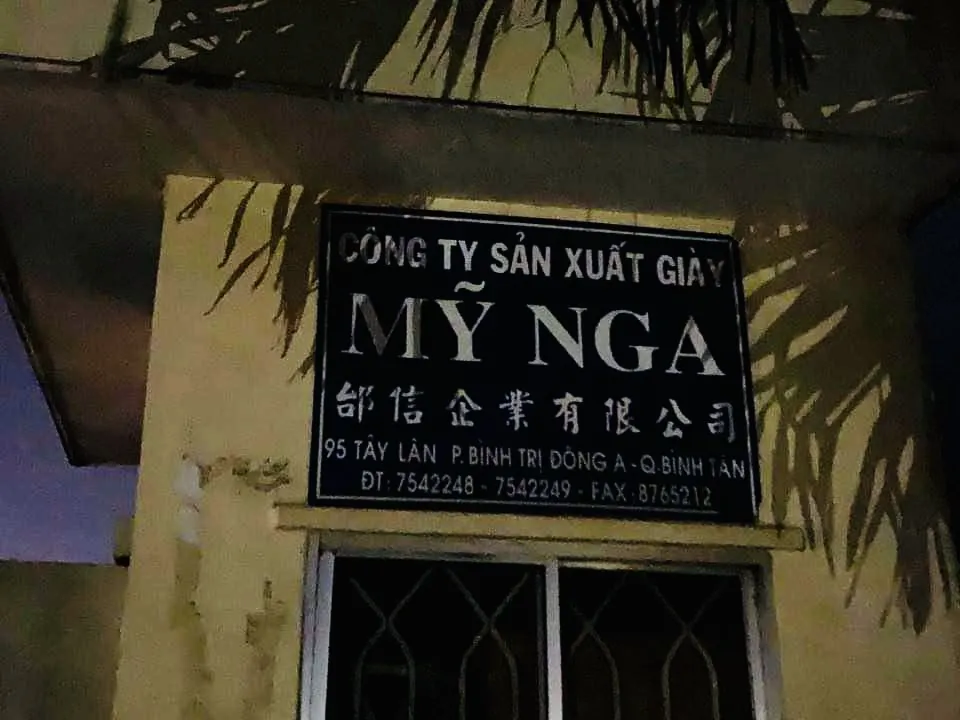 CÔNG TY SẢN XUẤT GIÀY
MỸ NGA
邰信企業有限公司
95 TÂY LÂN P.BÌNH TRỊ ĐÔNG A - Q.BÌNH TÂN
ĐT: 7542248 - 7542249 - FAX: 8765212